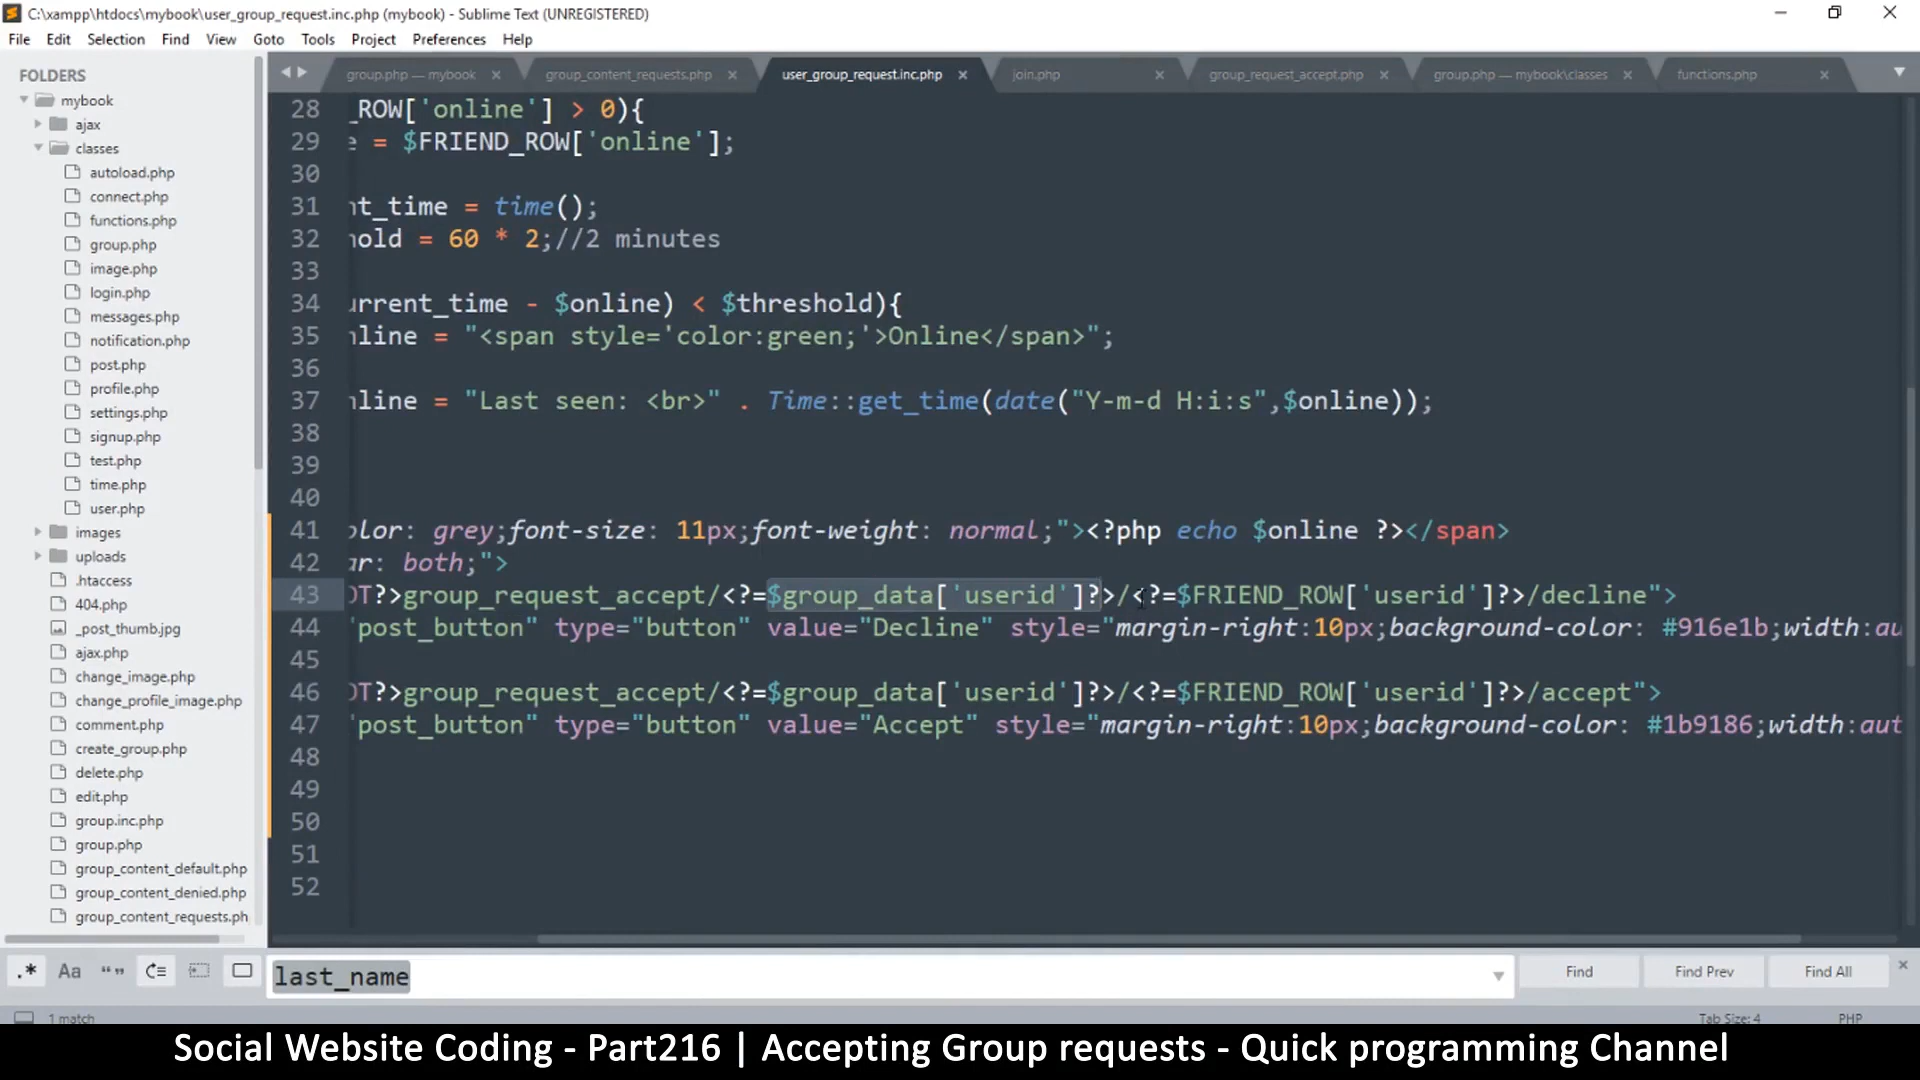 C:\xampp\htdocs\mybook\user_group_request.inc.php (mybook) - Sublime Text (UNREGISTERED)
File Edit Selection Find View Goto Tools Project Preferences Help
FOLDERS
mybook
ajax
classes
autoload.php
connect.php
functions.php
group.php
image.php
login.php
messages.php
notification.php
post.php
profile.php
settings.php
signup.php
test.php
time.php
user.php
images
uploads
.htaccess
404.php
_post_thumb.jpg
ajax.php
change_image.php
change_profile_image.php
comment.php
create_group.php
delete.php
edit.php
group.inc.php
group.php
group_content_default.php
group_content_denied.php
group_content_requests.ph
group.php — mybook × group_content_requests.php × user_group_request.inc.php × join.php × group_request_accept.php × group.php — mybook\classes × functions.php ×
28 _ROW['online'] > 0){
29 e = $FRIEND_ROW['online'];
30
31 nt_time = time();
32 hold = 60 * 2;//2 minutes
33
34 urrent_time - $online) < $threshold){
35 nline = "<span style='color:green;'>Online</span>";
36
37 nline = "Last seen: <br>" . Time::get_time(date("Y-m-d H:i:s",$online));
38
39
40
41 olor: grey;font-size: 11px;font-weight: normal;"><?php echo $online ?></span>
42 ar: both;">
43 OT?>group_request_accept/<?=$group_data['userid']?>/<?=$FRIEND_ROW['userid']?>/decline">
44 "post_button" type="button" value="Decline" style="margin-right:10px;background-color: #916e1b;width:au
45
46 OT?>group_request_accept/<?=$group_data['userid']?>/<?=$FRIEND_ROW['userid']?>/accept">
47 "post_button" type="button" value="Accept" style="margin-right:10px;background-color: #1b9186;width:aut
48
49
50
51
52
.* Aa “” last_name Find Find Prev Find All ×
1 match Tab Size: 4 PHP
Social Website Coding - Part216 | Accepting Group requests - Quick programming Channel